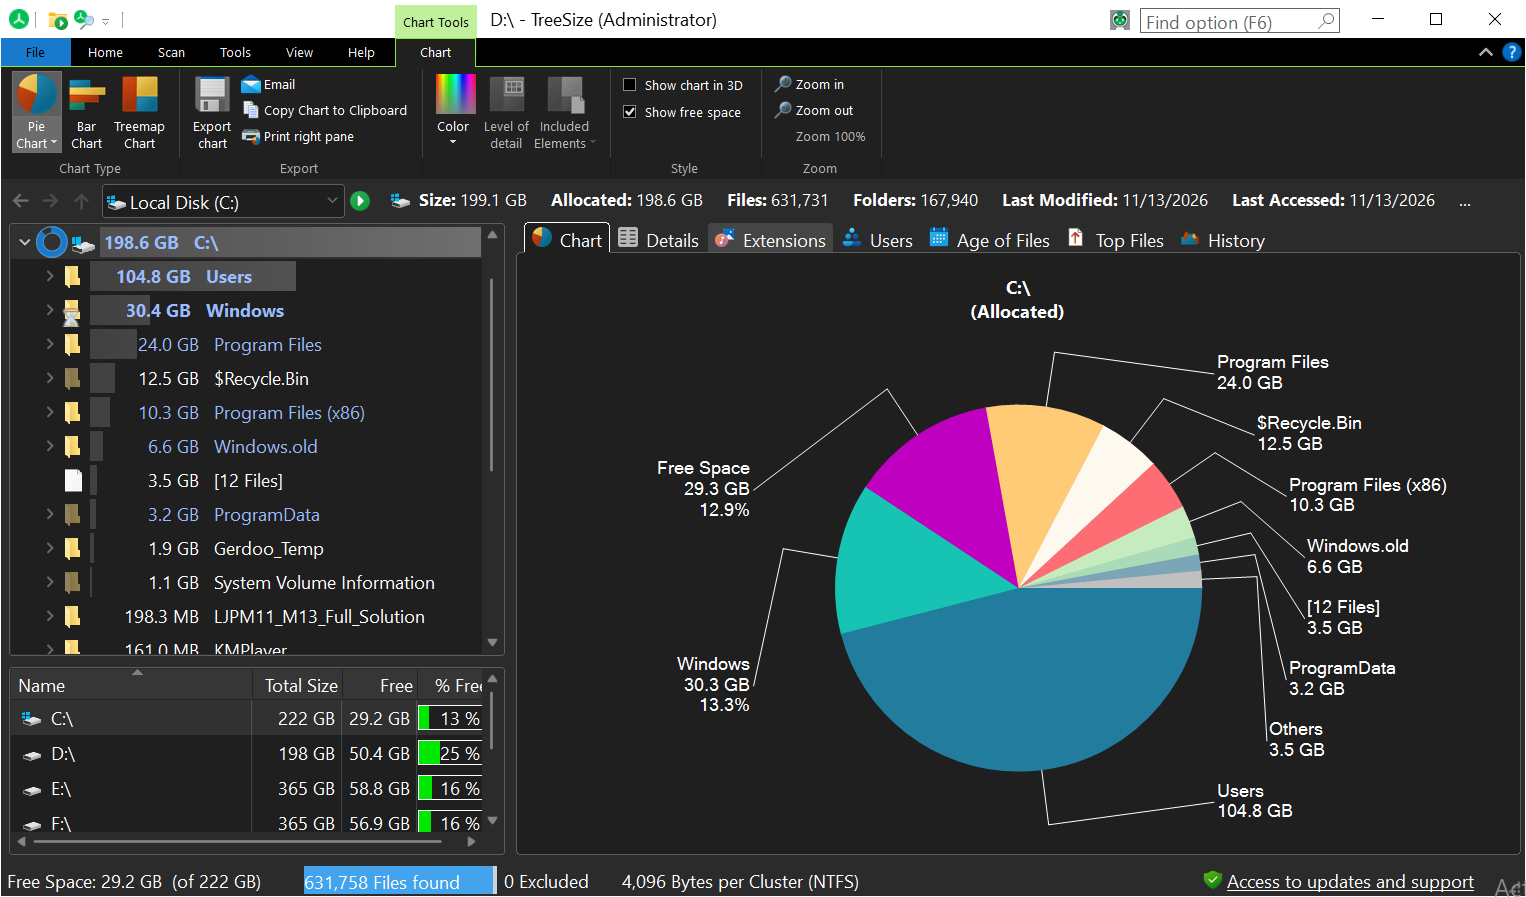 Chart Tools
D:\ - TreeSize (Administrator)
Find option (F6)
File
Home
Scan
Tools
View
Help
Chart
Pie
Chart
Bar
Chart
Treemap
Chart
Chart Type
Export
chart
Email
Copy Chart to Clipboard
Print right pane
Export
Color
Level of
detail
Included
Elements
Show chart in 3D
Show free space
Style
Zoom in
Zoom out
Zoom 100%
Zoom
Local Disk (C:)
Size: 199.1 GB Allocated: 198.6 GB Files: 631,731 Folders: 167,940 Last Modified: 11/13/2026 Last Accessed: 11/13/2026 ...
198.6 GB C:\
104.8 GB Users
30.4 GB Windows
24.0 GB Program Files
12.5 GB $Recycle.Bin
10.3 GB Program Files (x86)
6.6 GB Windows.old
3.5 GB [12 Files]
3.2 GB ProgramData
1.9 GB Gerdoo_Temp
1.1 GB System Volume Information
198.3 MB LJPM11_M13_Full_Solution
161.0 MB KMPlayer
Name Total Size Free % Free
C:\ 222 GB 29.2 GB 13 %
D:\ 198 GB 50.4 GB 25 %
E:\ 365 GB 58.8 GB 16 %
F:\ 365 GB 56.9 GB 16 %
Chart Details Extensions Users Age of Files Top Files History
C:\
(Allocated)
Program Files
24.0 GB
$Recycle.Bin
12.5 GB
Program Files (x86)
10.3 GB
Windows.old
6.6 GB
[12 Files]
3.5 GB
ProgramData
3.2 GB
Others
3.5 GB
Users
104.8 GB
Free Space
29.3 GB
12.9%
Windows
30.3 GB
13.3%
Free Space: 29.2 GB (of 222 GB)
631,758 Files found
0 Excluded
4,096 Bytes per Cluster (NTFS)
Access to updates and support